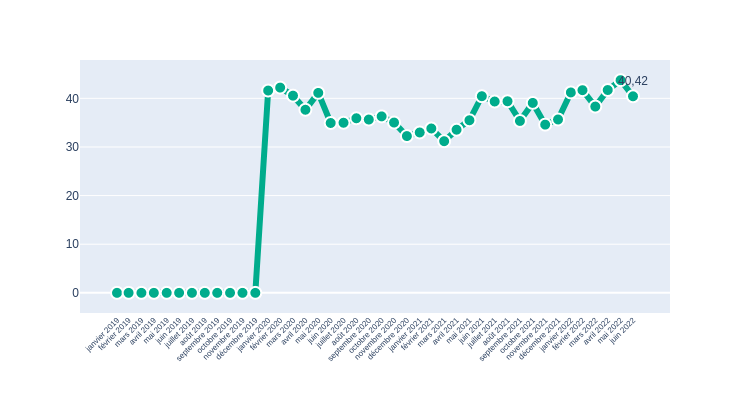 40,42
40
30
20
10
0
janvier 2019
février 2019
mars 2019
avril 2019
mai 2019
juin 2019
juillet 2019
août 2019
septembre 2019
octobre 2019
novembre 2019
décembre 2019
janvier 2020
février 2020
mars 2020
avril 2020
mai 2020
juin 2020
juillet 2020
août 2020
septembre 2020
octobre 2020
novembre 2020
décembre 2020
janvier 2021
février 2021
mars 2021
avril 2021
mai 2021
juin 2021
juillet 2021
août 2021
septembre 2021
octobre 2021
novembre 2021
décembre 2021
janvier 2022
février 2022
mars 2022
avril 2022
mai 2022
juin 2022